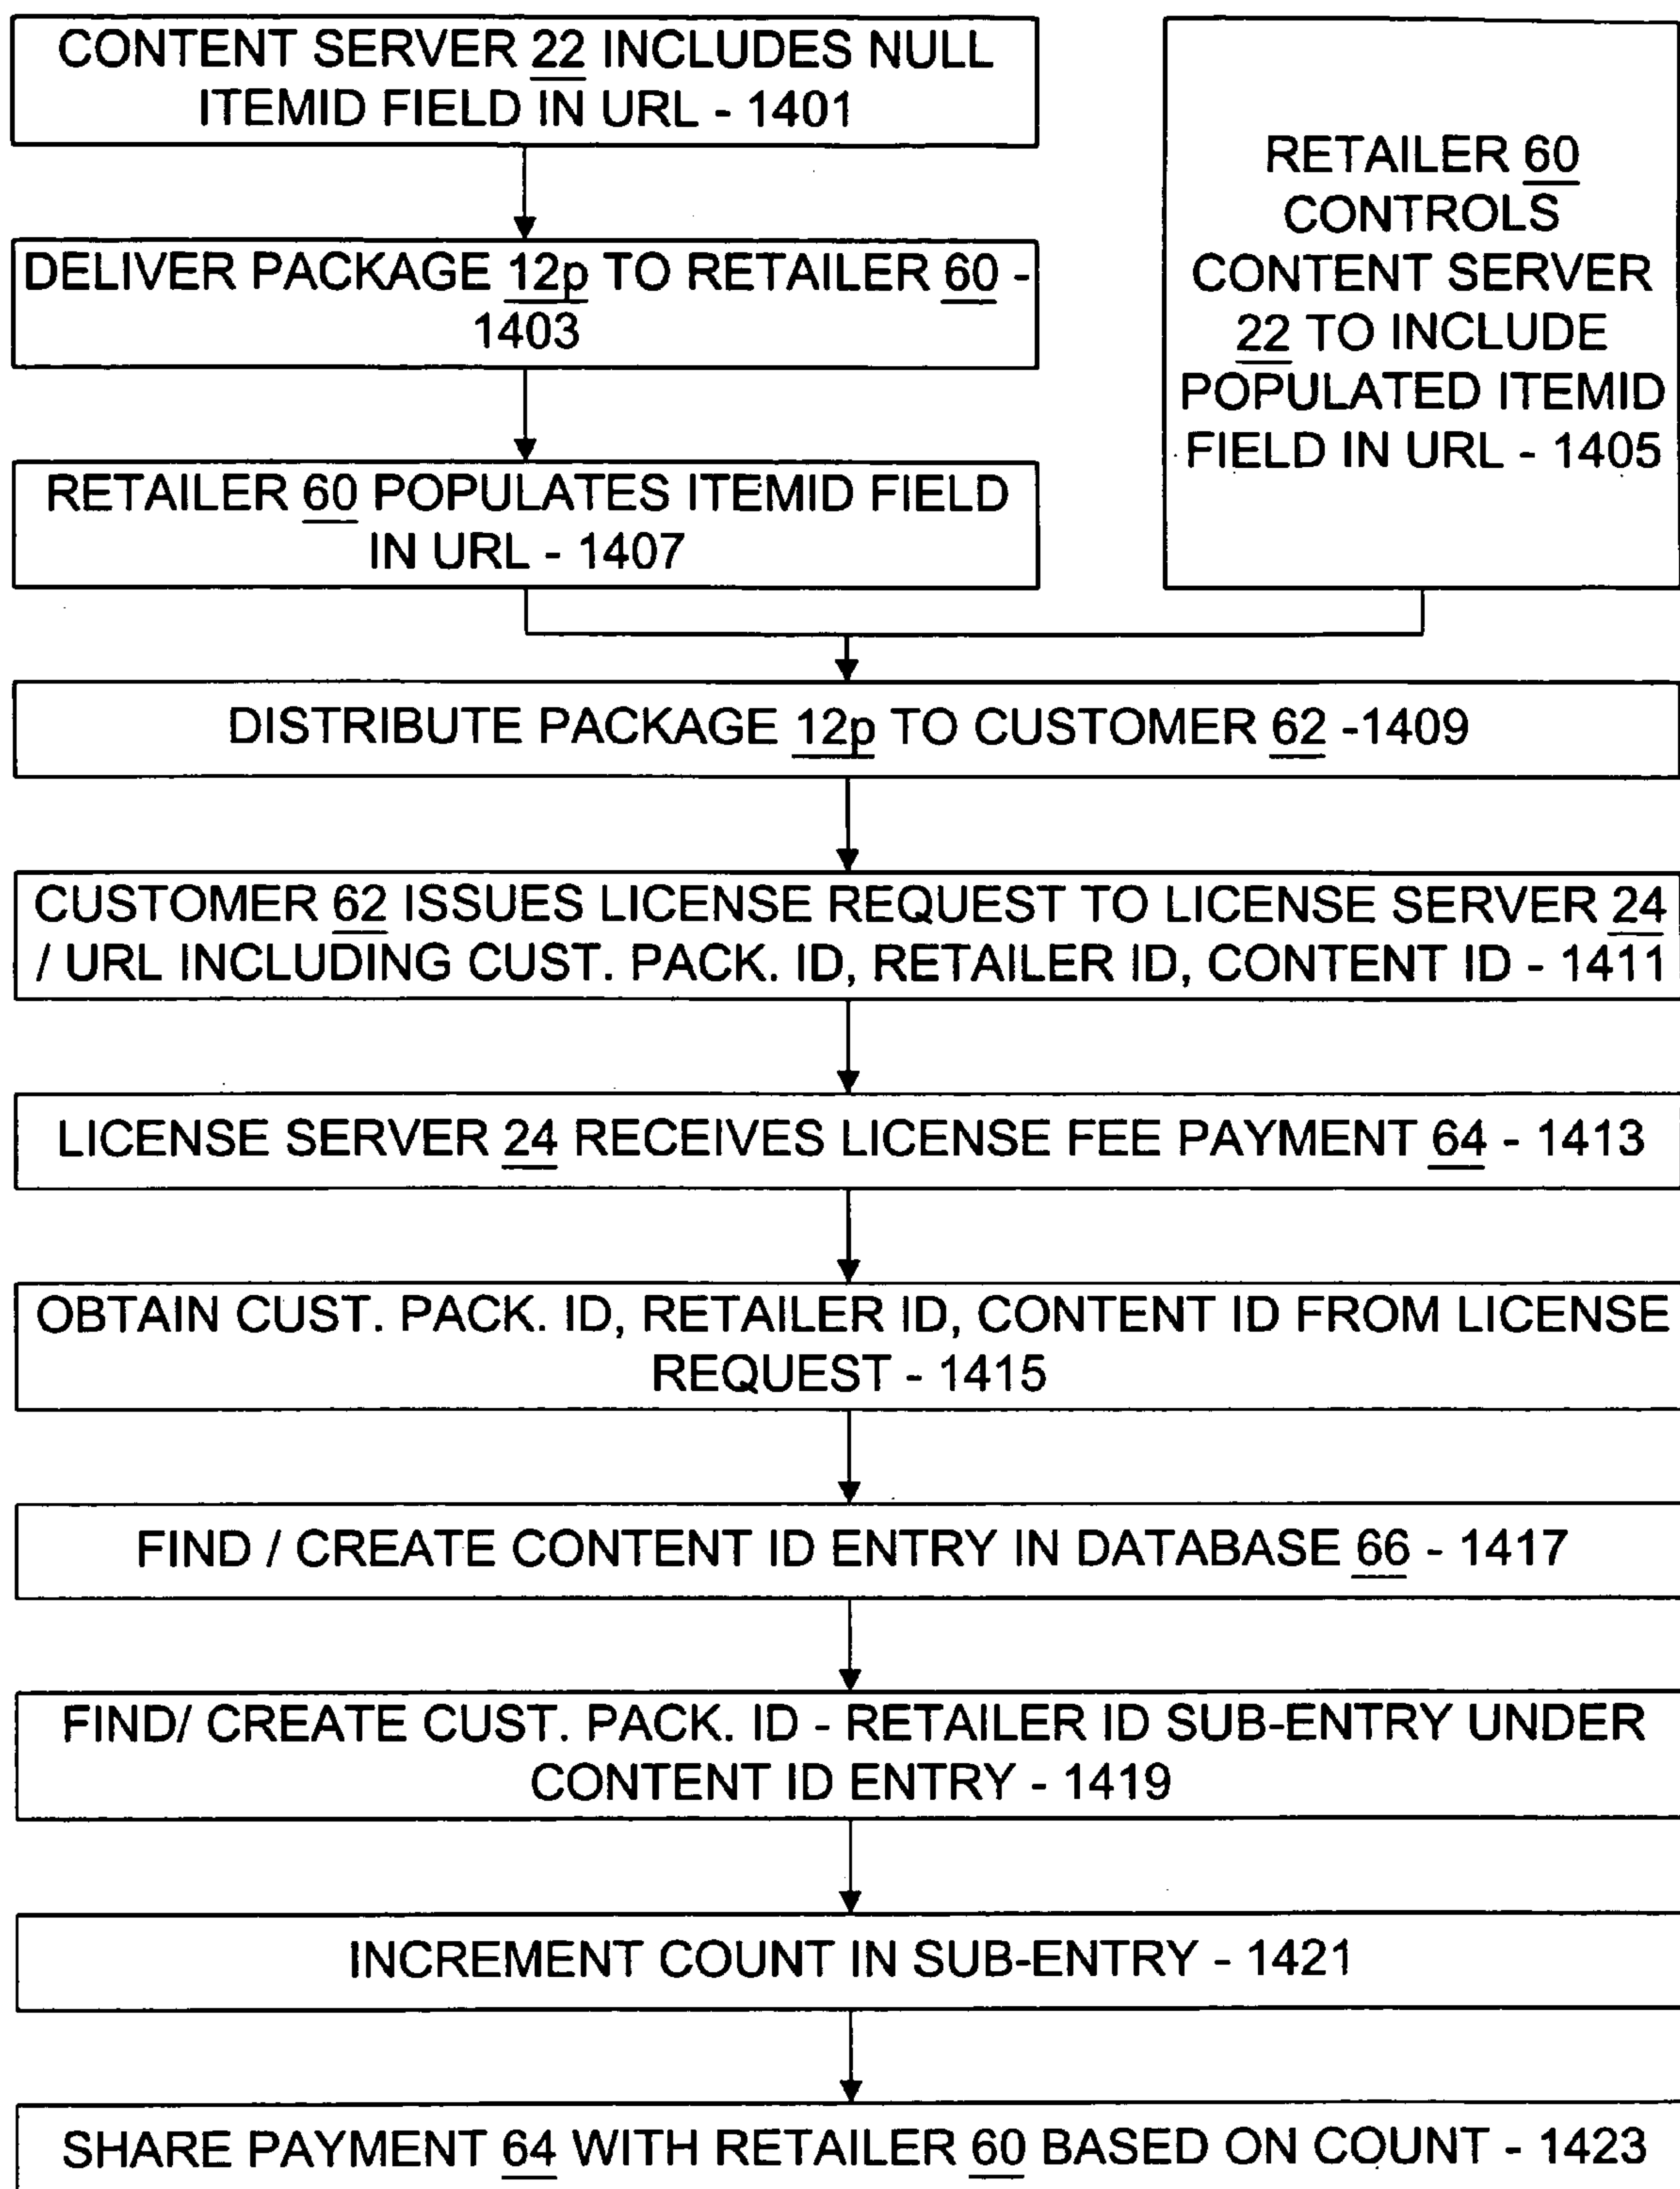 CONTENT SERVER 22 INCLUDES NULL
ITEMID FIELD IN URL - 1401
DELIVER PACKAGE 12p TO RETAILER 60 -
1403
RETAILER 60 POPULATES ITEMID FIELD
IN URL - 1407
RETAILER 60
CONTROLS
CONTENT SERVER
22 TO INCLUDE
POPULATED ITEMID
FIELD IN URL - 1405
DISTRIBUTE PACKAGE 12p TO CUSTOMER 62 -1409
CUSTOMER 62 ISSUES LICENSE REQUEST TO LICENSE SERVER 24
/ URL INCLUDING CUST. PACK. ID, RETAILER ID, CONTENT ID - 1411
LICENSE SERVER 24 RECEIVES LICENSE FEE PAYMENT 64 - 1413
OBTAIN CUST. PACK. ID, RETAILER ID, CONTENT ID FROM LICENSE
REQUEST - 1415
FIND / CREATE CONTENT ID ENTRY IN DATABASE 66 - 1417
FIND/ CREATE CUST. PACK. ID - RETAILER ID SUB-ENTRY UNDER
CONTENT ID ENTRY - 1419
INCREMENT COUNT IN SUB-ENTRY - 1421
SHARE PAYMENT 64 WITH RETAILER 60 BASED ON COUNT - 1423